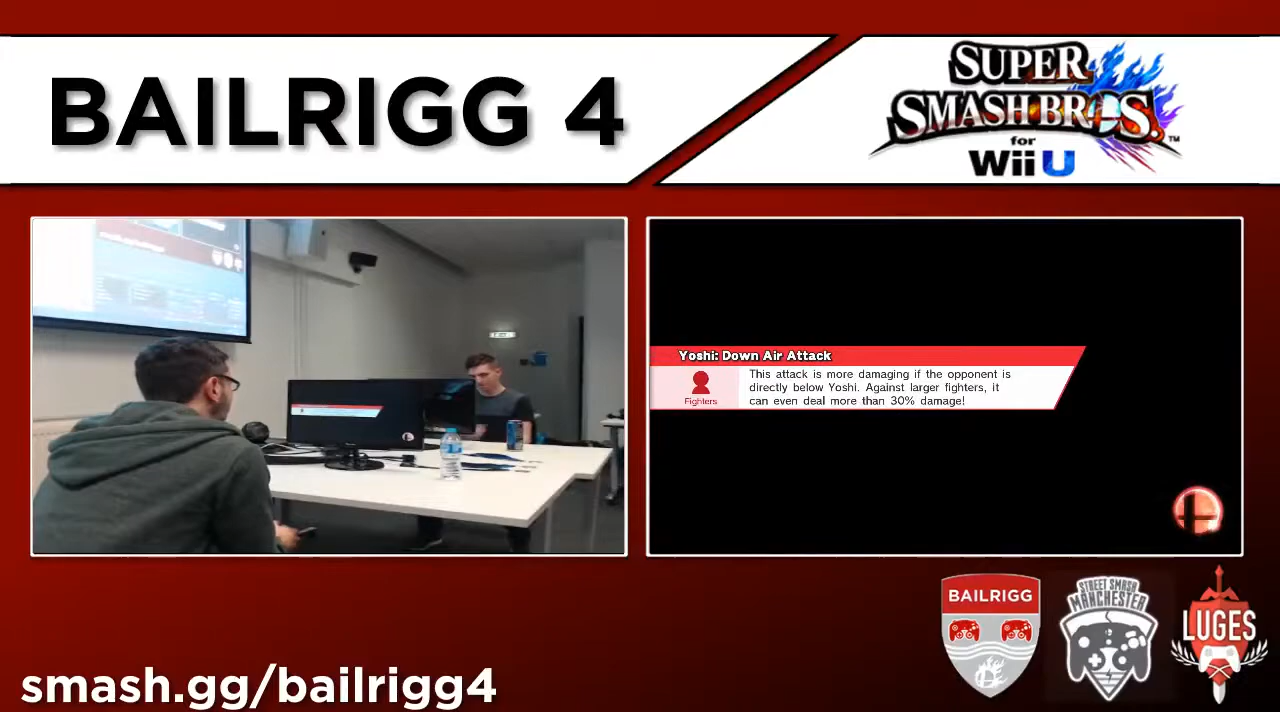 BAILRIGG 4
SUPER
SMASH BROS.™
for
Wii U
Yoshi: Down Air Attack
This attack is more damaging if the opponent is
directly below Yoshi. Against larger fighters, it
can even deal more than 30% damage!
Fighters
BAILRIGG
STREET SMASH
MANCHESTER
LUGES
smash.gg/bailrigg4